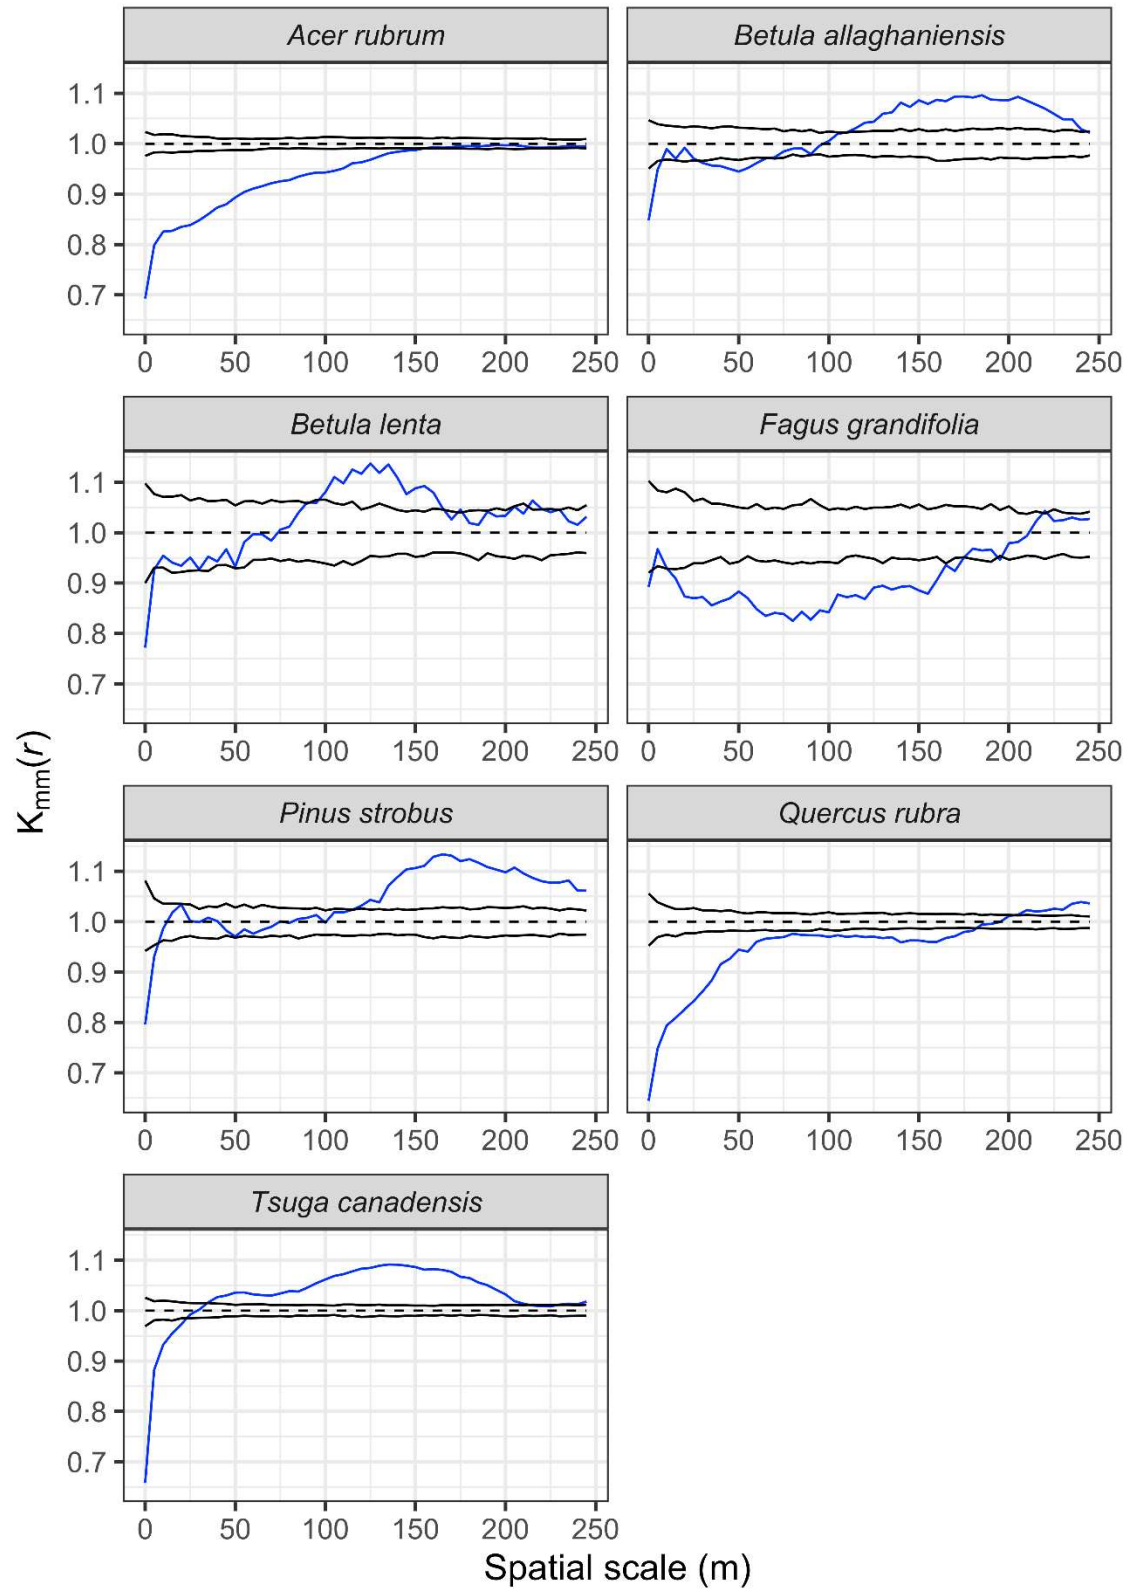 Acer rubrum
Betula allaghaniensis
1.1
1.0
0.9
0.8
0.7
0 50 100 150 200 250
0 50 100 150 200 250
Betula lenta
Fagus grandifolia
1.1
1.0
0.9
0.8
0.7
0 50 100 150 200 250
0 50 100 150 200 250
Pinus strobus
Quercus rubra
1.1
1.0
0.9
0.8
0.7
0 50 100 150 200 250
0 50 100 150 200 250
Tsuga canadensis
1.1
1.0
0.9
0.8
0.7
0 50 100 150 200 250
Kmm(r)
Spatial scale (m)